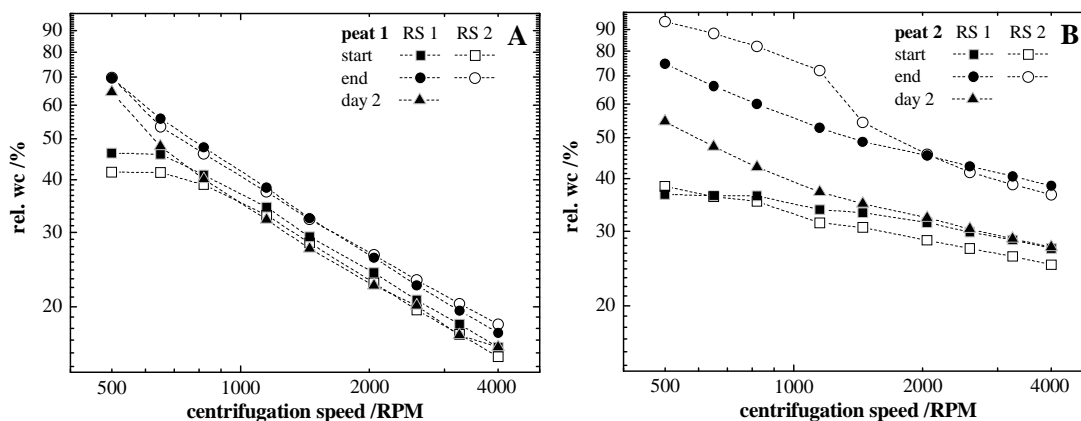 peat 1 RS 1 RS 2 A
start
end
day 2
90
80
70
60
50
40
30
20
rel. wc /%
500 1000 2000 4000
centrifugation speed /RPM
peat 2 RS 1 RS 2 B
start
end
day 2
90
80
70
60
50
40
30
20
rel. wc /%
500 1000 2000 4000
centrifugation speed /RPM